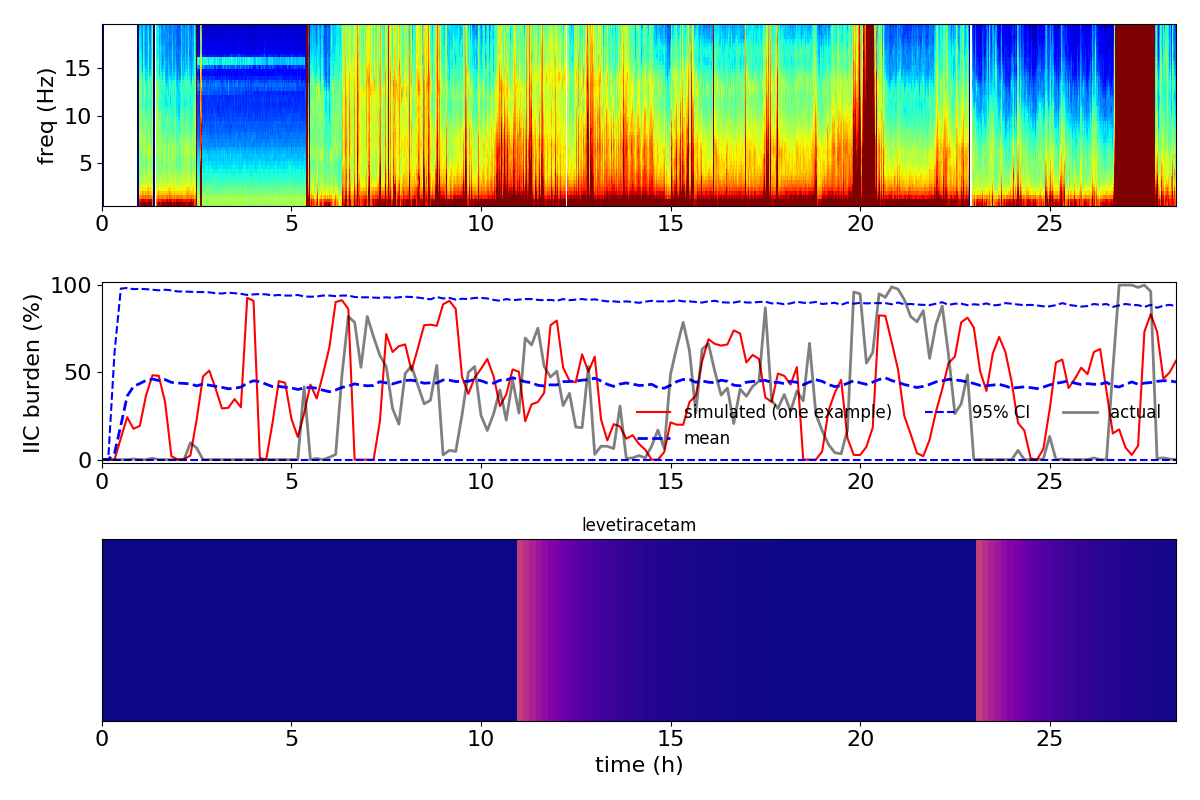 freq (Hz)
15
10
5
0 5 10 15 20 25
IIC burden (%)
100
50
0
simulated (one example) 95% CI actual
mean
0 5 10 15 20 25
levetiracetam
0 5 10 15 20 25
time (h)